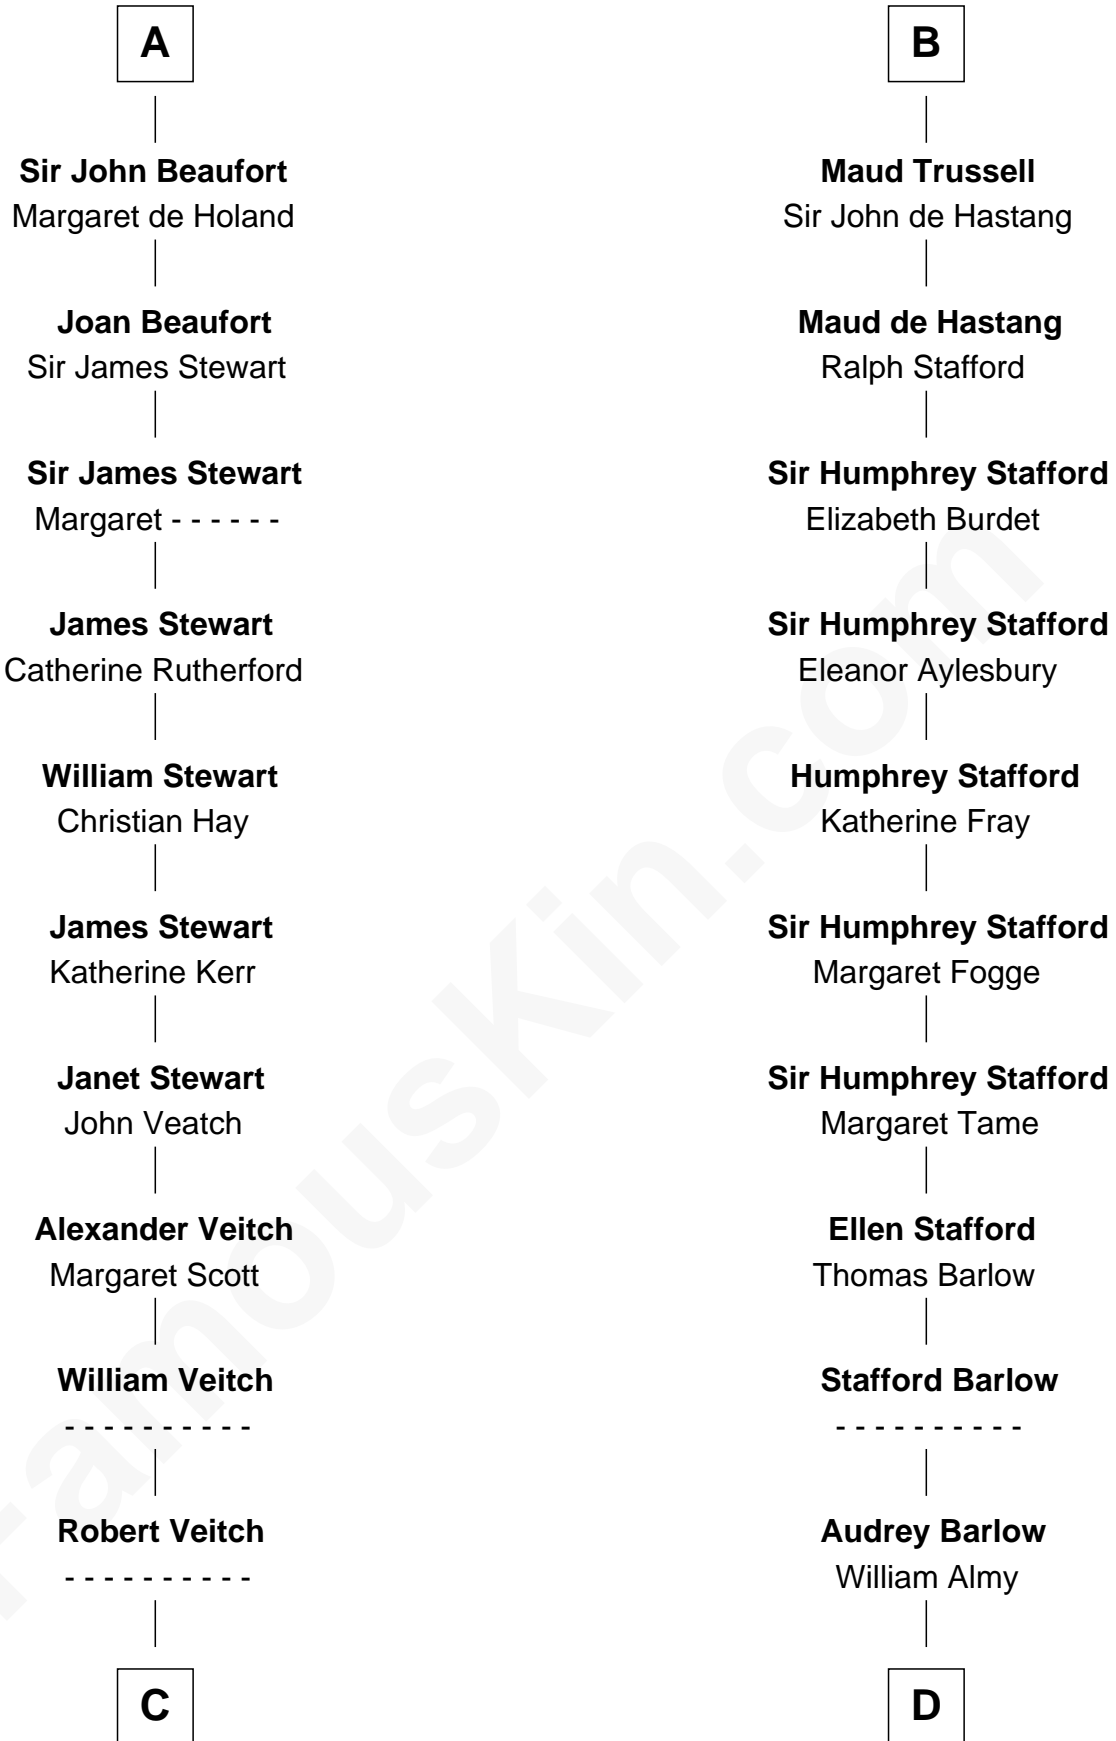 A
Sir John Beaufort
Margaret de Holand
Joan Beaufort
Sir James Stewart
Sir James Stewart
Margaret - - - - - -
James Stewart
Catherine Rutherford
William Stewart
Christian Hay
James Stewart
Katherine Kerr
Janet Stewart
John Veatch
Alexander Veitch
Margaret Scott
William Veitch
- - - - - - - - - -
Robert Veitch
- - - - - - - - - -
C
B
Maud Trussell
Sir John de Hastang
Maud de Hastang
Ralph Stafford
Sir Humphrey Stafford
Elizabeth Burdet
Sir Humphrey Stafford
Eleanor Aylesbury
Humphrey Stafford
Katherine Fray
Sir Humphrey Stafford
Margaret Fogge
Sir Humphrey Stafford
Margaret Tame
Ellen Stafford
Thomas Barlow
Stafford Barlow
- - - - - - - - - -
Audrey Barlow
William Almy
D
FamousKin.com